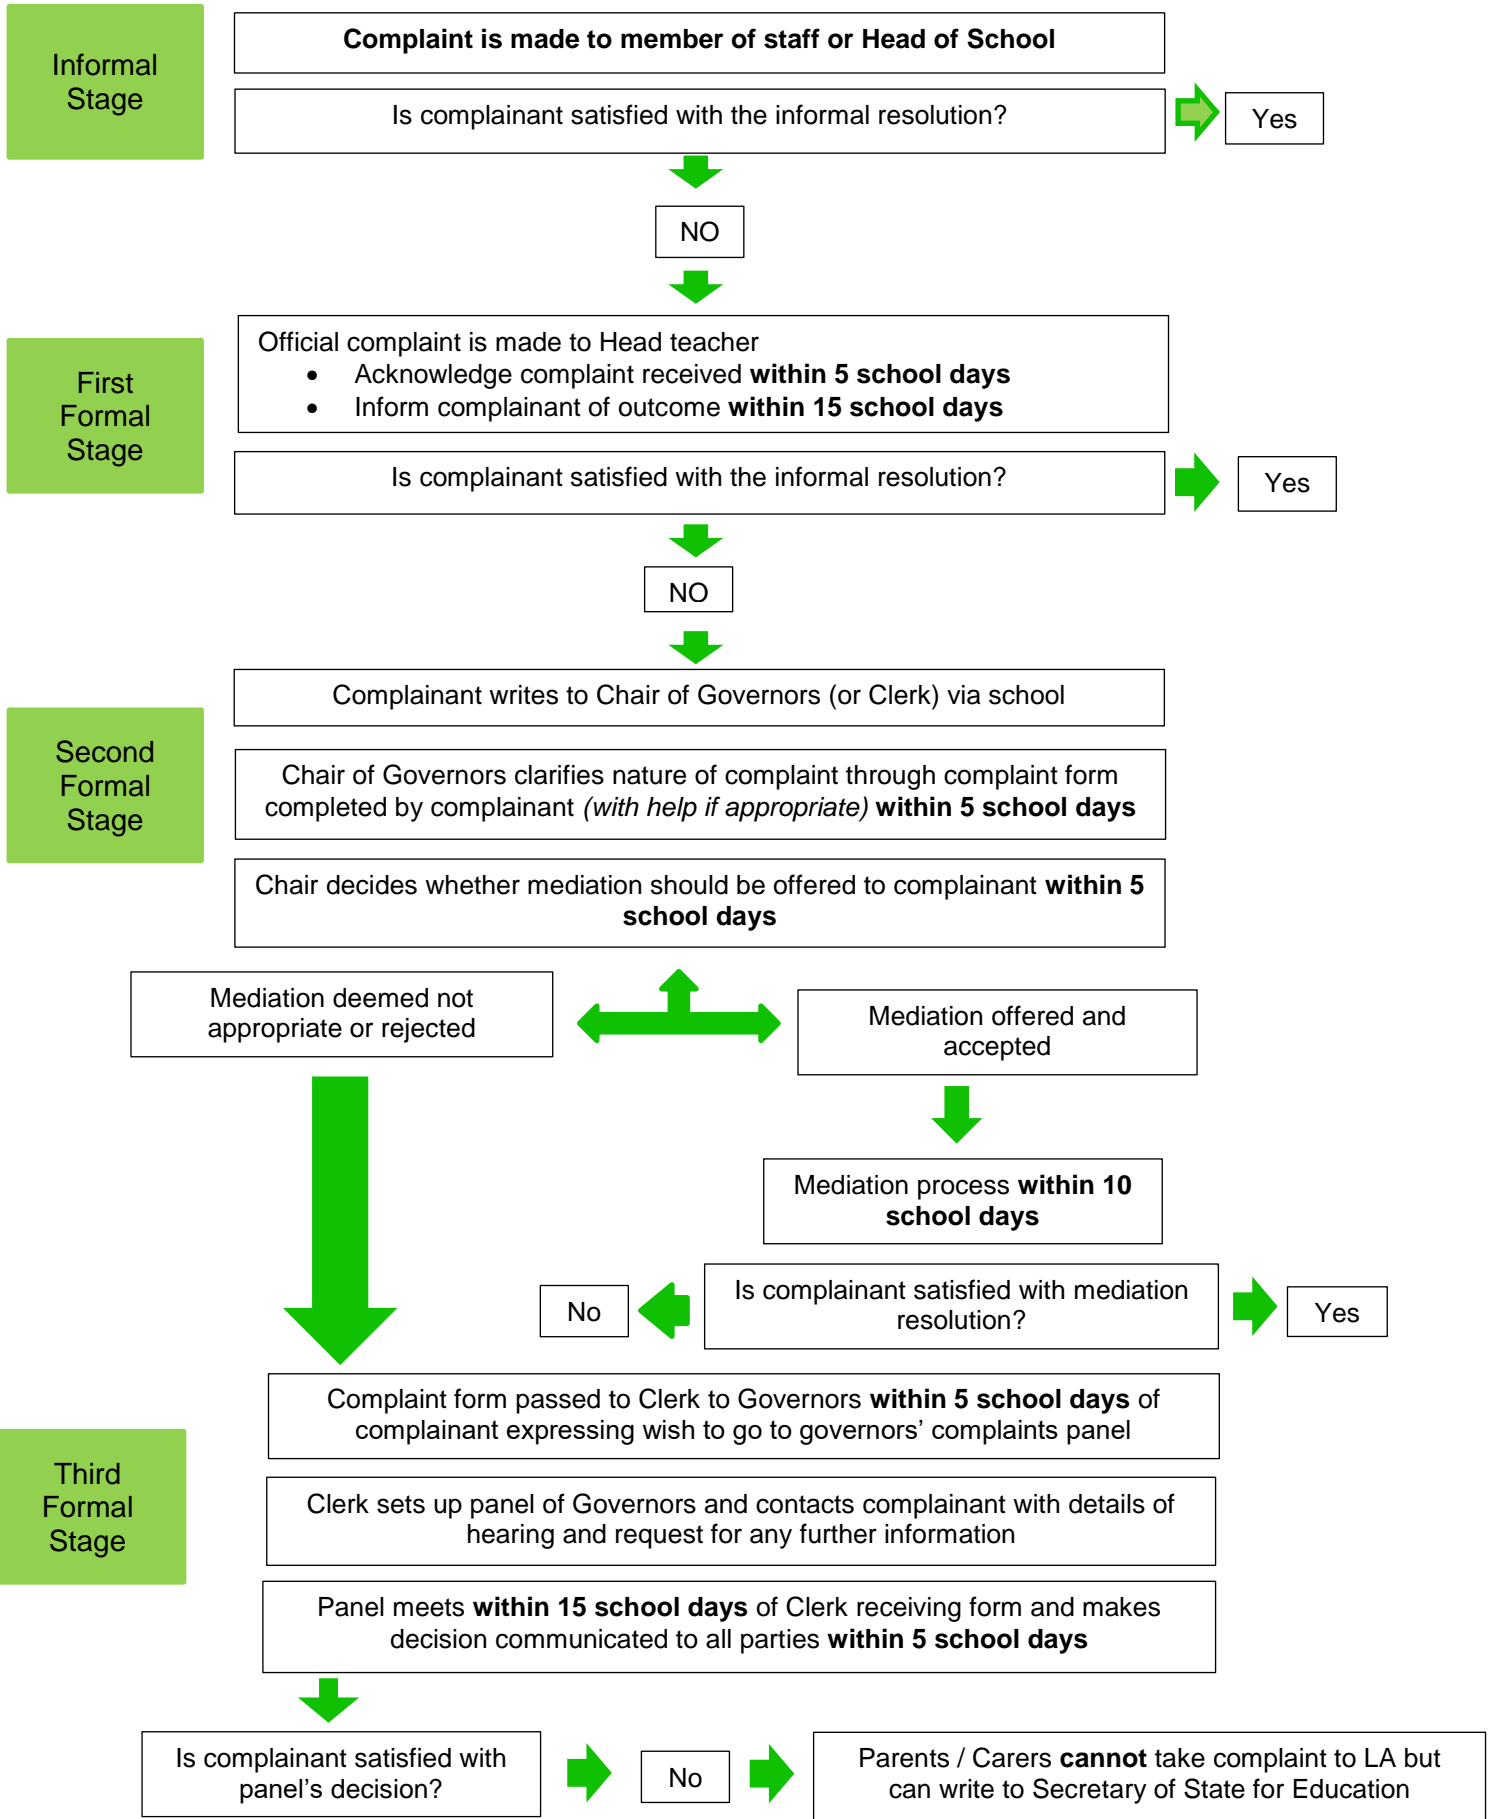 Informal
Stage
Complaint is made to member of staff or Head of School
Is complainant satisfied with the informal resolution?
Yes
NO
First
Formal
Stage
Official complaint is made to Head teacher
• Acknowledge complaint received within 5 school days
• Inform complainant of outcome within 15 school days
Is complainant satisfied with the informal resolution?
Yes
NO
Second
Formal
Stage
Complainant writes to Chair of Governors (or Clerk) via school
Chair of Governors clarifies nature of complaint through complaint form
completed by complainant (with help if appropriate) within 5 school days
Chair decides whether mediation should be offered to complainant within 5
school days
Mediation deemed not
appropriate or rejected
Mediation offered and
accepted
Mediation process within 10
school days
Is complainant satisfied with mediation
resolution?
No
Yes
Third
Formal
Stage
Complaint form passed to Clerk to Governors within 5 school days of
complainant expressing wish to go to governors’ complaints panel
Clerk sets up panel of Governors and contacts complainant with details of
hearing and request for any further information
Panel meets within 15 school days of Clerk receiving form and makes
decision communicated to all parties within 5 school days
Is complainant satisfied with
panel’s decision?
No
Parents / Carers cannot take complaint to LA but
can write to Secretary of State for Education